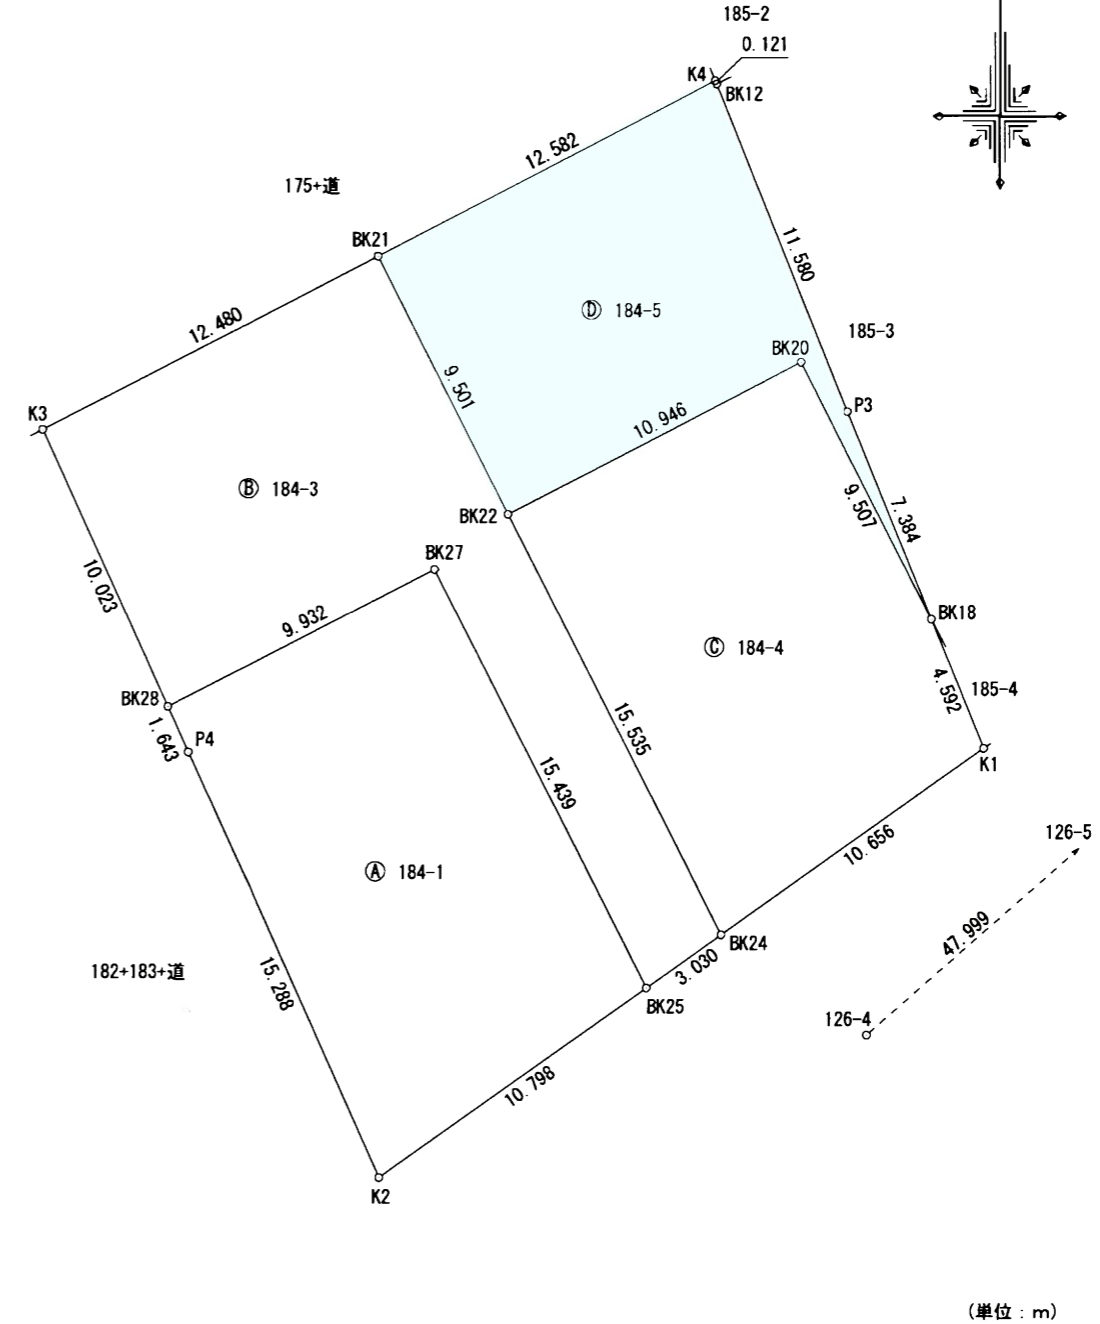 185-2
0.121
K4
BK12
12.582
175+道
BK21
11.580
12.480
Ⓓ 184-5
185-3
BK20
9.501
P3
K3
10.946
Ⓑ 184-3
9.507
7.384
BK22
BK27
10.023
9.932
BK18
Ⓒ 184-4
4.592
185-4
BK28
1.643
P4
15.535
K1
15.439
126-5
10.656
Ⓐ 184-1
47.999
BK24
3.030
182+183+道
15.288
BK25
126-4
10.798
K2
(単位：m)